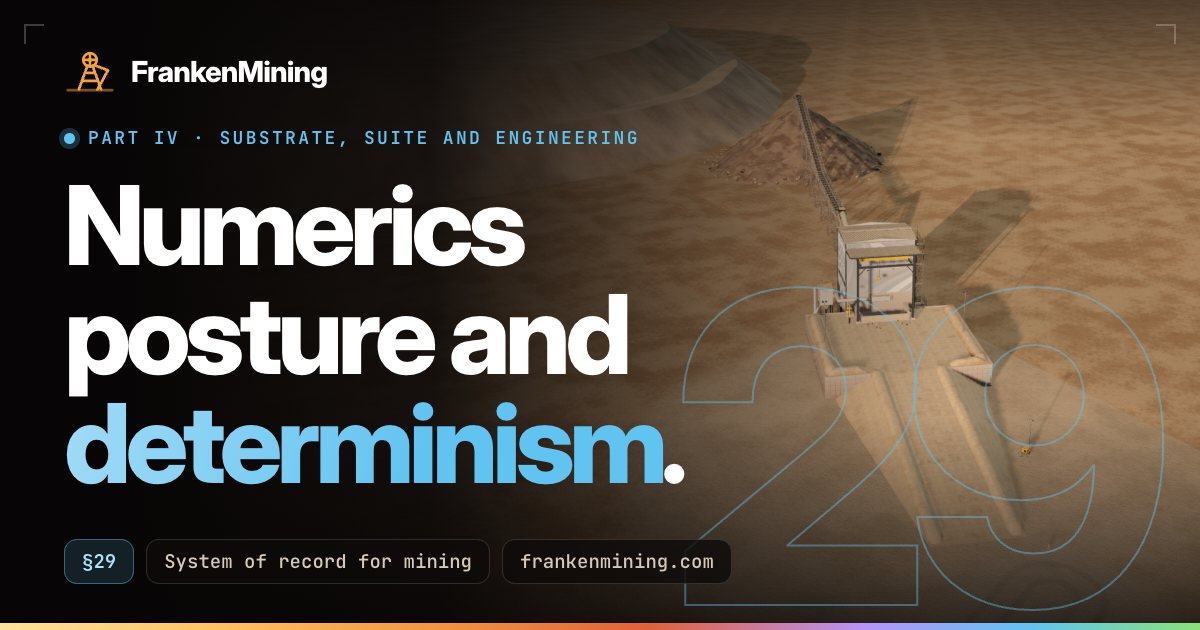 FrankenMining
PART IV · SUBSTRATE, SUITE AND ENGINEERING
Numerics
posture and
determinism.
29
§29
System of record for mining
frankenmining.com